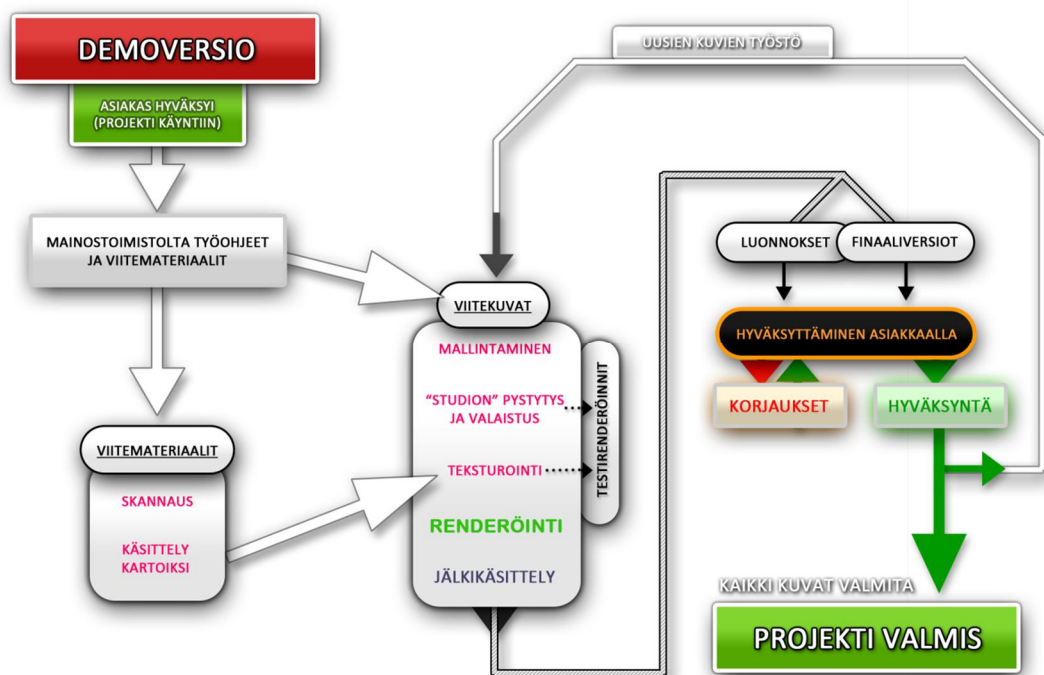 DEMOVERSIO
ASIAKAS HYVÄKSYI
(PROJEKTI KÄYNTIIN)
UUSIEN KUVIEN TYÖSTÖ
MAINOSTOIMISTOLTA TYÖOHJEET
JA VIITEMATERIAALIT
LUONNOKSET
FINAALIVERSIOT
VIITEKUVAT
MALLINTAMINEN
"STUDION" PYSTYTYS
JA VALAISTUS
TEKSTUROINTI
RENDERÖINTI
JÄLKIKÄSITTELY
TESTIRENDERÖINNIT
HYVÄKSYTTÄMINEN ASIAKKAALLA
KORJAUKSET
HYVÄKSYNTÄ
VIITEMATERIAALIT
SKANNAUS
KÄSITTELY
KARTOIKSI
KAIKKI KUVAT VALMITA
PROJEKTI VALMIS